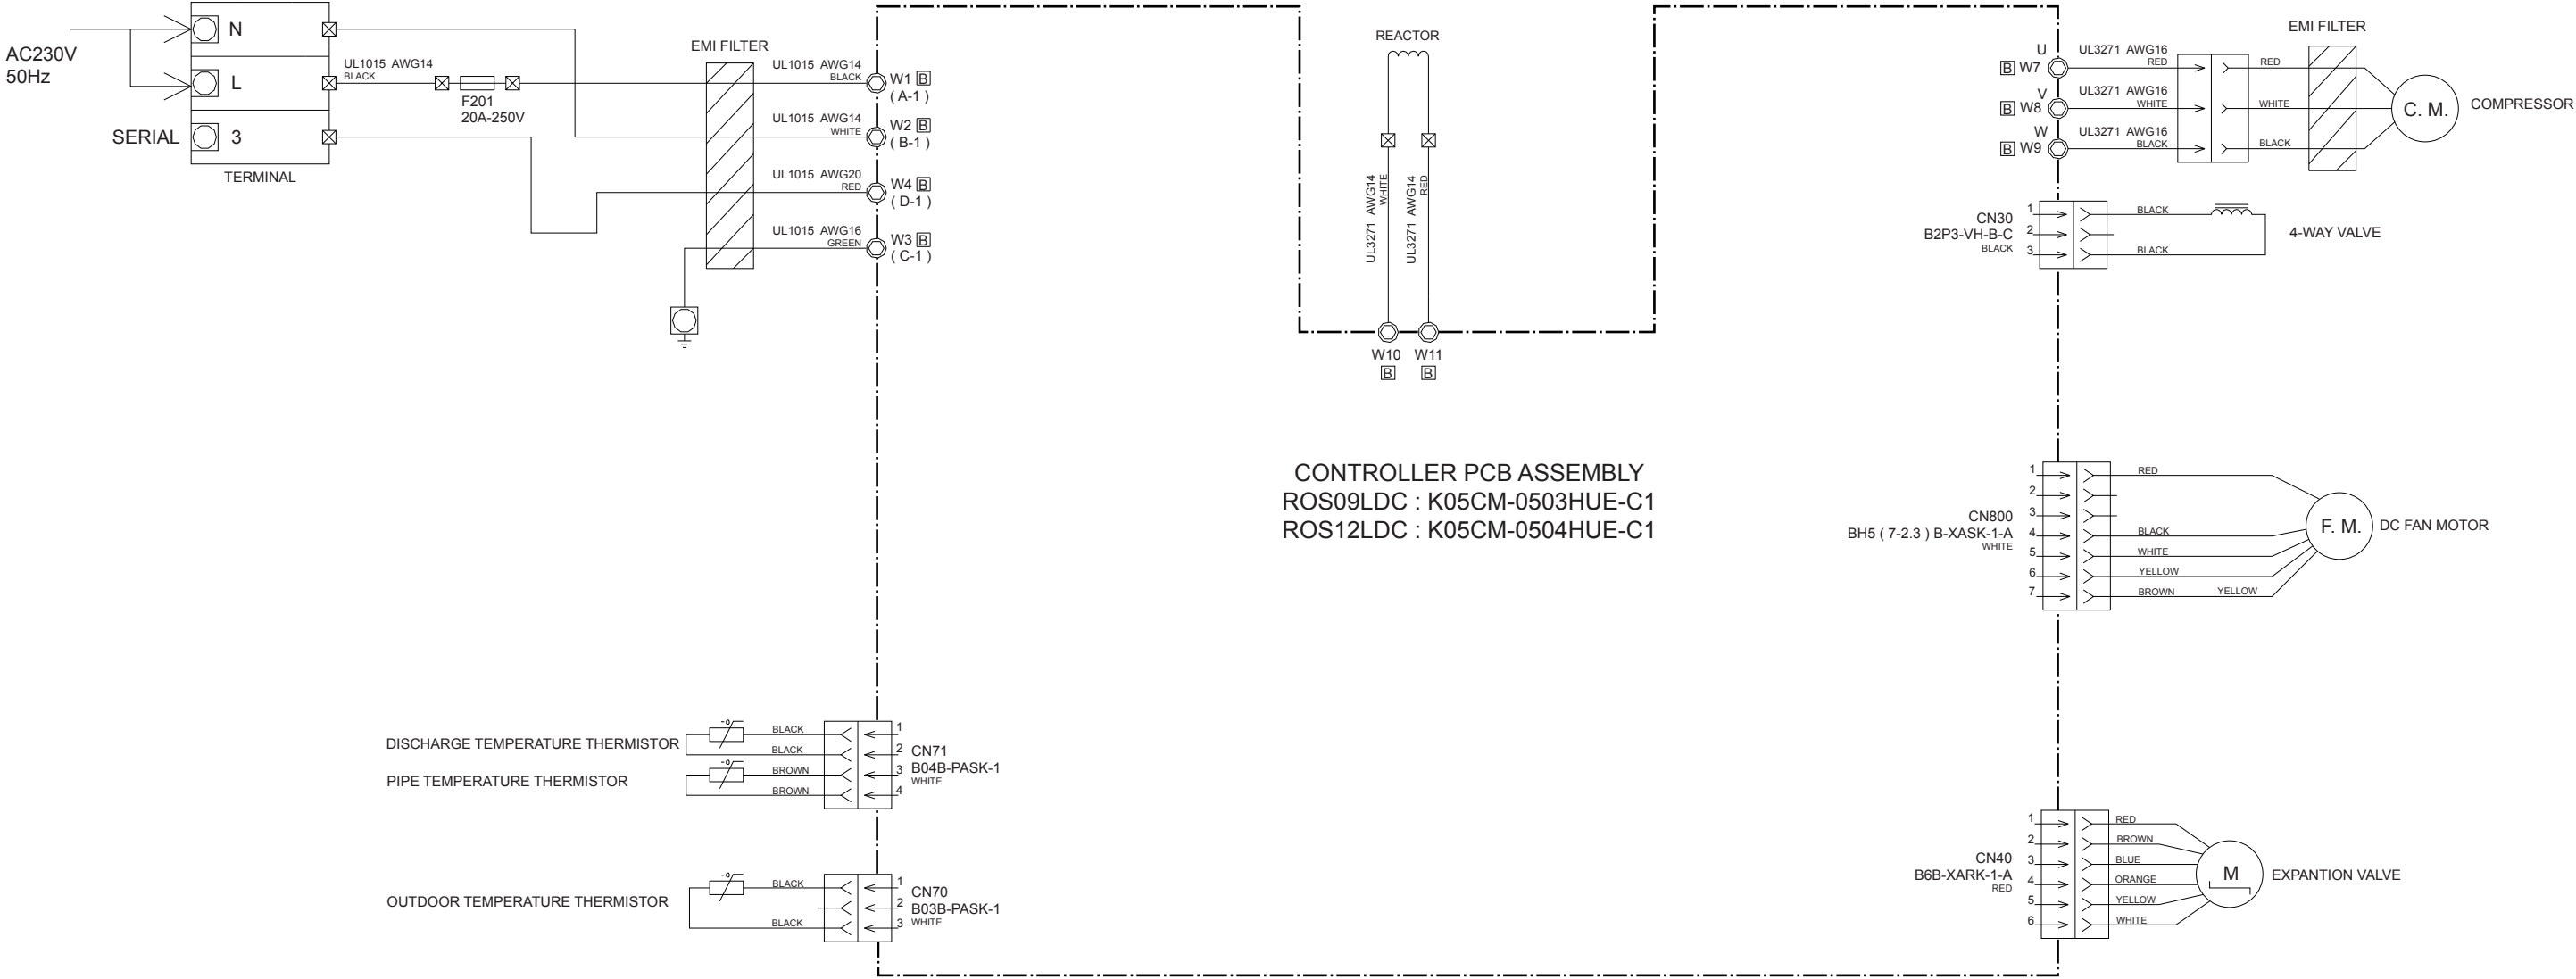 AC230V
50Hz
N
L
SERIAL 3
TERMINAL
UL1015 AWG14
BLACK
F201
20A-250V
EMI FILTER
UL1015 AWG14
BLACK
W1 B
( A-1 )
UL1015 AWG14
WHITE
W2 B
( B-1 )
UL1015 AWG20
RED
W4 B
( D-1 )
UL1015 AWG16
GREEN
W3 B
( C-1 )
REACTOR
UL3271 AWG14
WHITE
UL3271 AWG14
RED
W10 W11
B B
EMI FILTER
U
B W7
UL3271 AWG16
RED
RED
V
B W8
UL3271 AWG16
WHITE
WHITE
W
B W9
UL3271 AWG16
BLACK
BLACK
C. M.
COMPRESSOR
CN30
B2P3-VH-B-C
BLACK
1
2
3
BLACK
BLACK
4-WAY VALVE
CONTROLLER PCB ASSEMBLY
ROS09LDC : K05CM-0503HUE-C1
ROS12LDC : K05CM-0504HUE-C1
CN800
BH5 ( 7-2.3 ) B-XASK-1-A
WHITE
1
2
3
4
5
6
7
RED
BLACK
WHITE
YELLOW
BROWN YELLOW
F. M.
DC FAN MOTOR
DISCHARGE TEMPERATURE THERMISTOR
PIPE TEMPERATURE THERMISTOR
-θ
-θ
BLACK
BLACK
BROWN
BROWN
1
2
3
4
CN71
B04B-PASK-1
WHITE
OUTDOOR TEMPERATURE THERMISTOR
-θ
BLACK
BLACK
1
2
3
CN70
B03B-PASK-1
WHITE
CN40
B6B-XARK-1-A
RED
1
2
3
4
5
6
RED
BROWN
BLUE
ORANGE
YELLOW
WHITE
M
EXPANTION VALVE